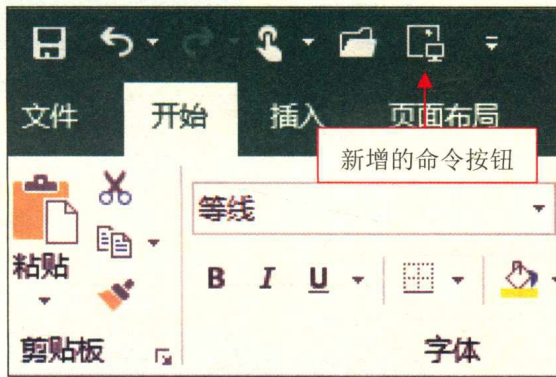 文件 开始 插入 页面布局
新增的命令按钮
等线
粘贴
B I U
剪贴板 字体